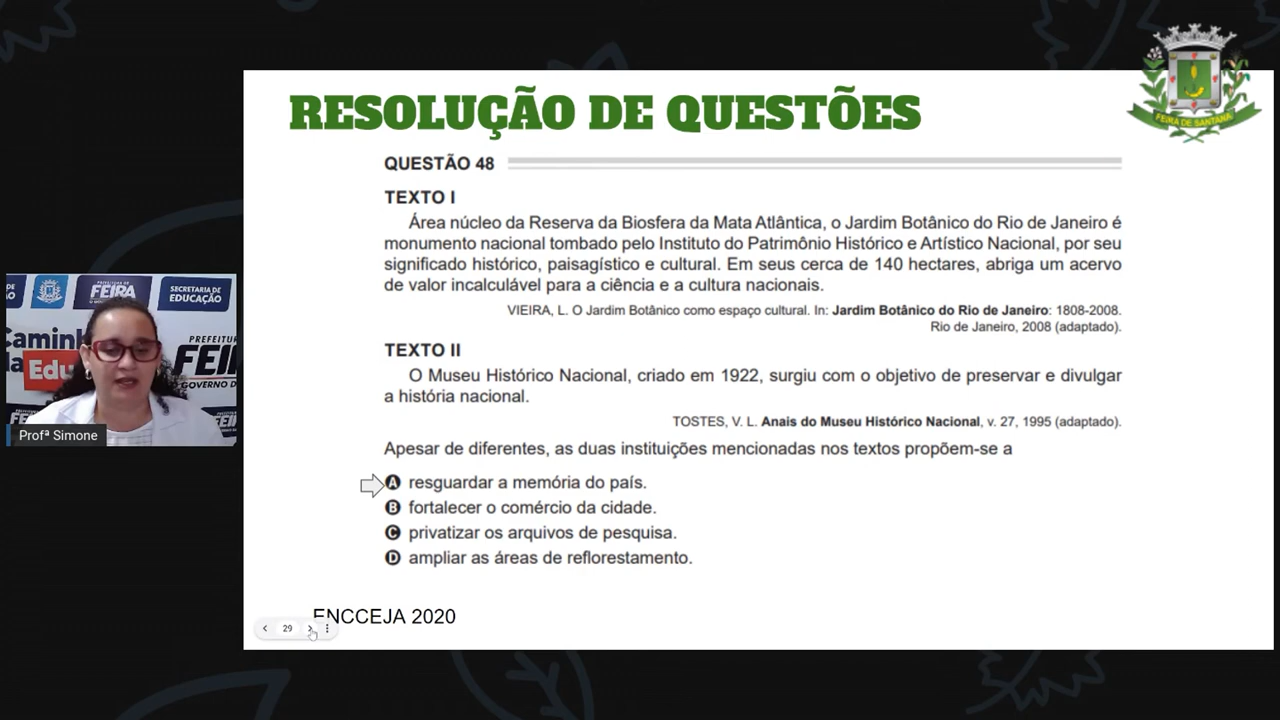 RESOLUÇÃO DE QUESTÕES
FEIRA DE SANTANA
QUESTÃO 48
TEXTO I
Área núcleo da Reserva da Biosfera da Mata Atlântica, o Jardim Botânico do Rio de Janeiro é
monumento nacional tombado pelo Instituto do Patrimônio Histórico e Artístico Nacional, por seu
significado histórico, paisagístico e cultural. Em seus cerca de 140 hectares, abriga um acervo
de valor incalculável para a ciência e a cultura nacionais.
VIEIRA, L. O Jardim Botânico como espaço cultural. In: Jardim Botânico do Rio de Janeiro: 1808-2008.
Rio de Janeiro, 2008 (adaptado).
TEXTO II
O Museu Histórico Nacional, criado em 1922, surgiu com o objetivo de preservar e divulgar
a história nacional.
TOSTES, V. L. Anais do Museu Histórico Nacional, v. 27, 1995 (adaptado).
Apesar de diferentes, as duas instituições mencionadas nos textos propõem-se a
A resguardar a memória do país.
B fortalecer o comércio da cidade.
C privatizar os arquivos de pesquisa.
D ampliar as áreas de reflorestamento.
ENCCEJA 2020
29
FEIRA
SECRETARIA DE
EDUCAÇÃO
Caminh
da
Edu
PREFEITUR
FEI
GOVERNO D
Profª Simone